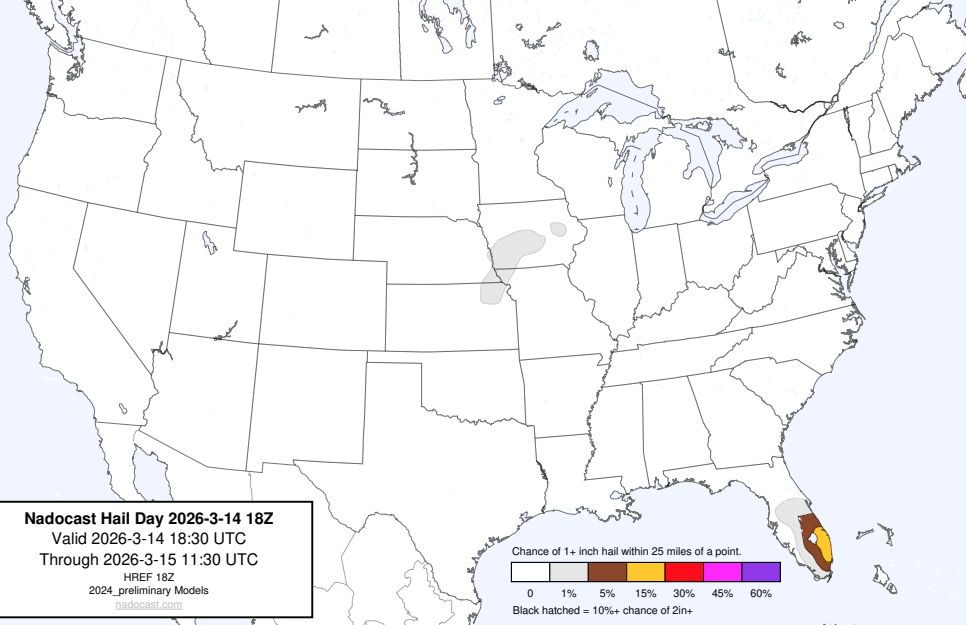 Nadocast Hail Day 2026-3-14 18Z
Valid 2026-3-14 18:30 UTC
Through 2026-3-15 11:30 UTC
HREF 18Z
2024_preliminary Models
nadocast.com
Chance of 1+ inch hail within 25 miles of a point.
0 1% 5% 15% 30% 45% 60%
Black hatched = 10%+ chance of 2in+